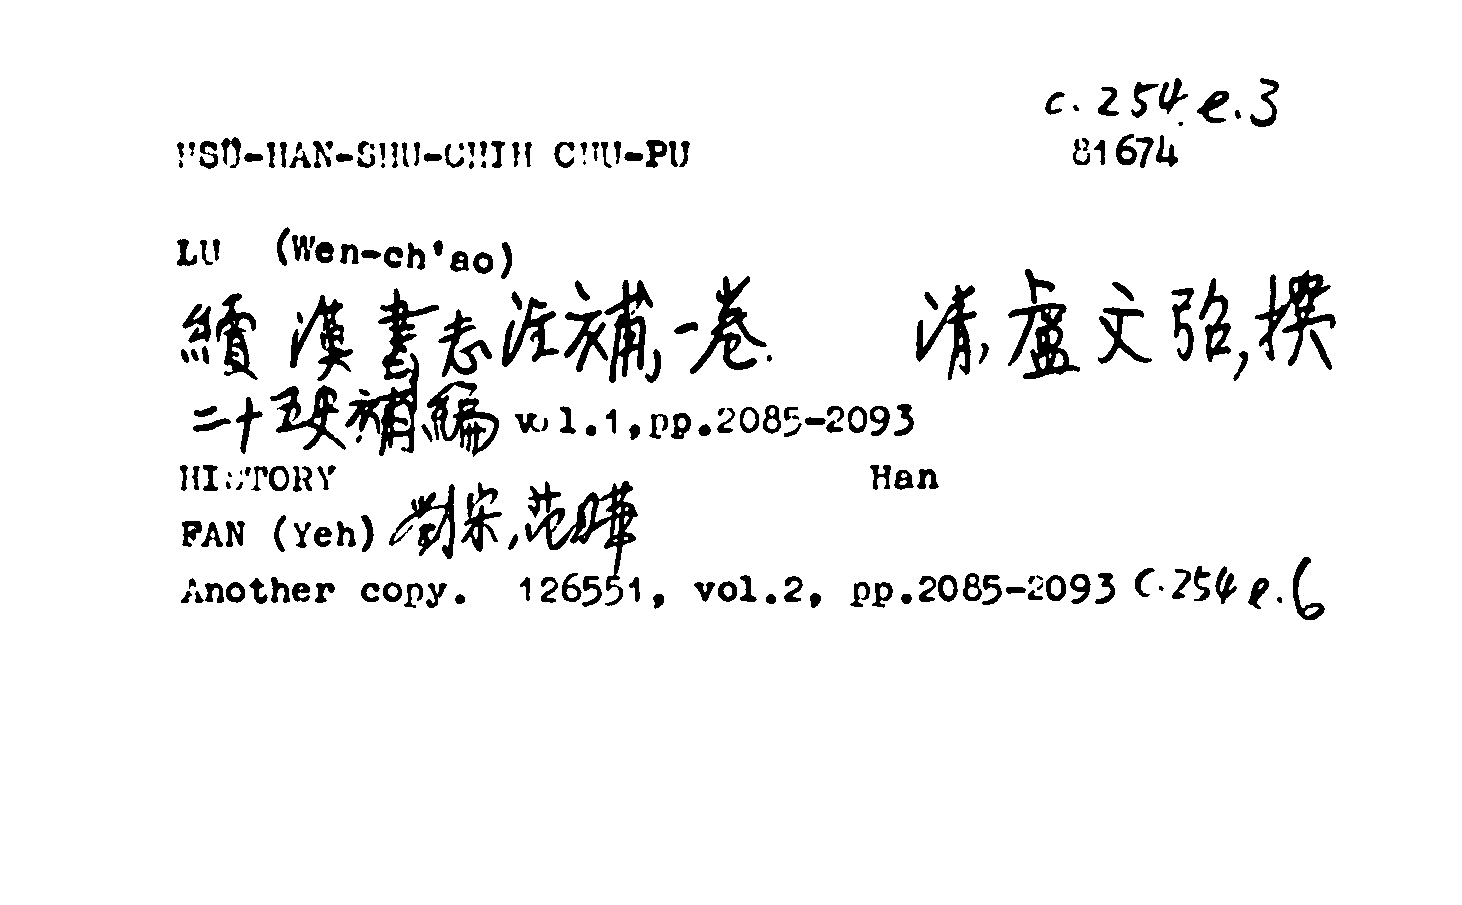 c.254.e.3
HSÜ-HAN-SHU-CHIH CHU-PU 81674
LU (Wen-ch'ao)
續漢書志注補,一卷. 清,盧文弨,撰
二十五史補編 vol.1,pp.2085-2093
HISTORY Han
FAN (Yeh) 劉宋,范曄
Another copy. 126551, vol.2, pp.2085-2093 C.254 e.6